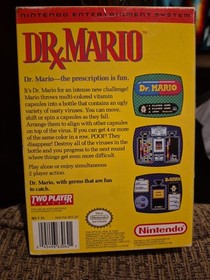 NINTENDO ENTERTAINMENT SYSTEM
DR. MARIO
Dr. Mario—the prescription is fun.
It's Dr. Mario for an intense new challenge!
Mario throws multi-colored vitamin
capsules into a bottle that contains an ugly
variety of nasty viruses. You can move,
shift or spin a capsule as they fall.
Arrange them to align with other capsules
on top of the virus. If you can get 4 or more
of the same color in a row, POOF! They
disappear! Destroy all of the viruses in the
bottle and you progress to the next round
where things get even more difficult.
Play alone or enjoy simultaneous
2 player action.
Dr. Mario, with germs that are fun
to catch.
TWO PLAYER
Nintendo
DR. MARIO